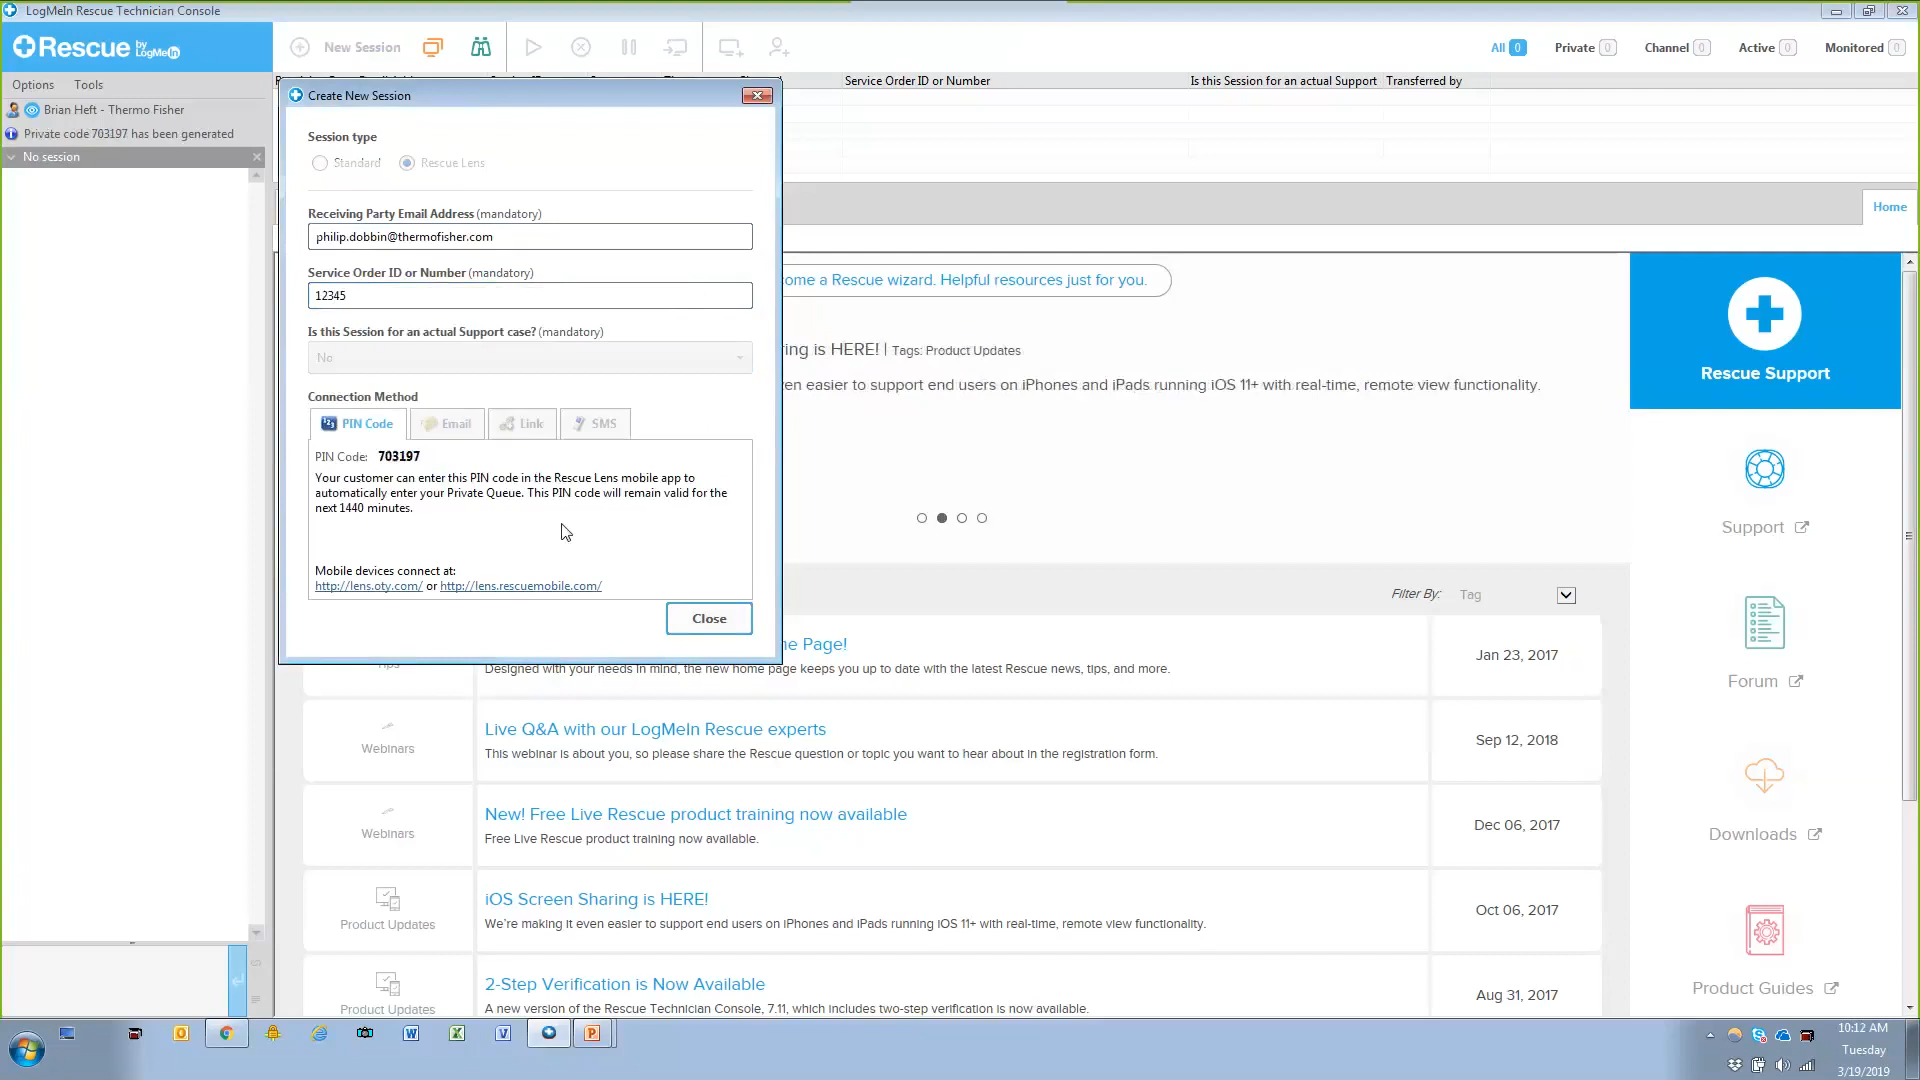 LogMeIn Rescue Technician Console
Rescue by LogMeIn
New Session
All 0
Private 0
Channel 0
Active 0
Monitored 0
Options Tools
Service Order ID or Number
Is this Session for an actual Support
Transferred by
Brian Heft - Thermo Fisher
Private code 703197 has been generated
No session
Home
Create New Session
Session type
Standard
Rescue Lens
Receiving Party Email Address (mandatory)
philip.dobbin@thermofisher.com
Service Order ID or Number (mandatory)
12345
Is this Session for an actual Support case? (mandatory)
No
Connection Method
PIN Code
Email
Link
SMS
PIN Code: 703197
Your customer can enter this PIN code in the Rescue Lens mobile app to
automatically enter your Private Queue. This PIN code will remain valid for the
next 1440 minutes.
Mobile devices connect at:
http://lens.oty.com/ or http://lens.rescuemobile.com/
Close
ome a Rescue wizard. Helpful resources just for you.
ing is HERE! | Tags: Product Updates
en easier to support end users on iPhones and iPads running iOS 11+ with real-time, remote view functionality.
Filter By: Tag
ne Page!
Designed with your needs in mind, the new home page keeps you up to date with the latest Rescue news, tips, and more.
Jan 23, 2017
Webinars
Live Q&A with our LogMeIn Rescue experts
This webinar is about you, so please share the Rescue question or topic you want to hear about in the registration form.
Sep 12, 2018
Webinars
New! Free Live Rescue product training now available
Free Live Rescue product training now available.
Dec 06, 2017
Product Updates
iOS Screen Sharing is HERE!
We're making it even easier to support end users on iPhones and iPads running iOS 11+ with real-time, remote view functionality.
Oct 06, 2017
Product Updates
2-Step Verification is Now Available
A new version of the Rescue Technician Console, 7.11, which includes two-step verification is now available.
Aug 31, 2017
Rescue Support
Support
Forum
Downloads
Product Guides
10:12 AM
Tuesday
3/19/2019